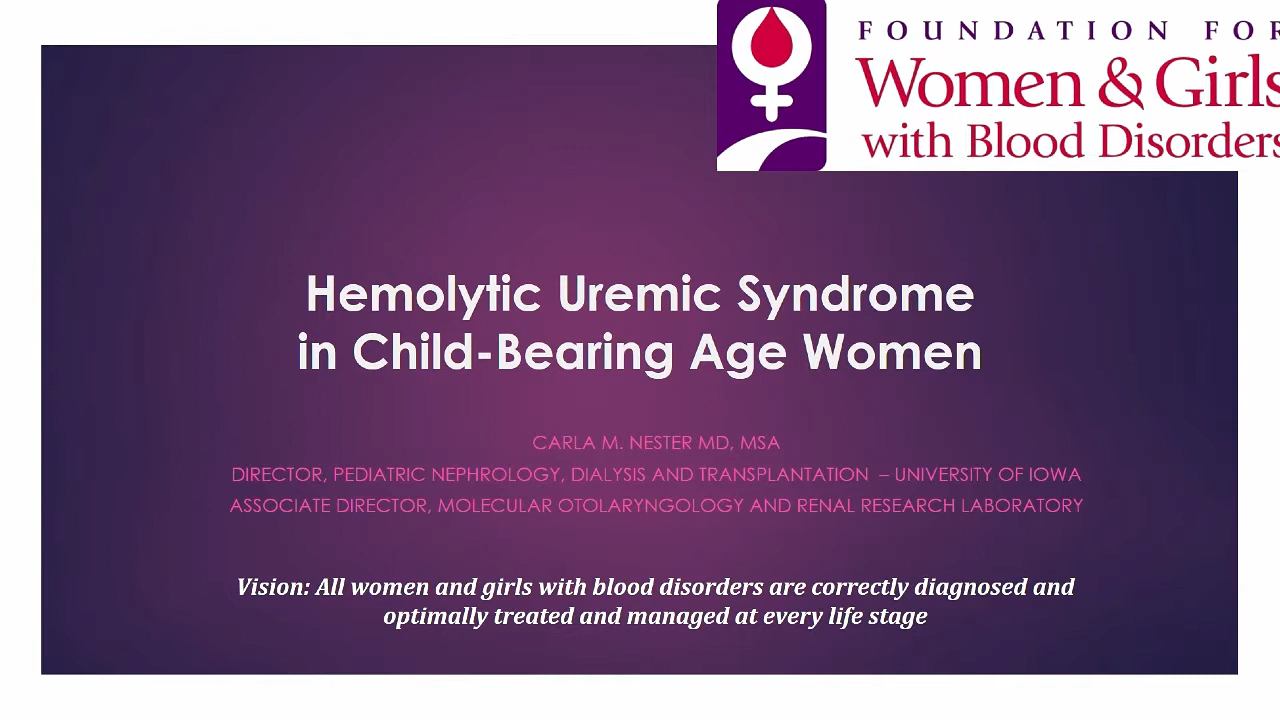 FOUNDATION FOR
Women & Girls
with Blood Disorders
Hemolytic Uremic Syndrome
in Child-Bearing Age Women
CARLA M. NESTER MD, MSA
DIRECTOR, PEDIATRIC NEPHROLOGY, DIALYSIS AND TRANSPLANTATION – UNIVERSITY OF IOWA
ASSOCIATE DIRECTOR, MOLECULAR OTOLARYNGOLOGY AND RENAL RESEARCH LABORATORY
Vision: All women and girls with blood disorders are correctly diagnosed and
optimally treated and managed at every life stage